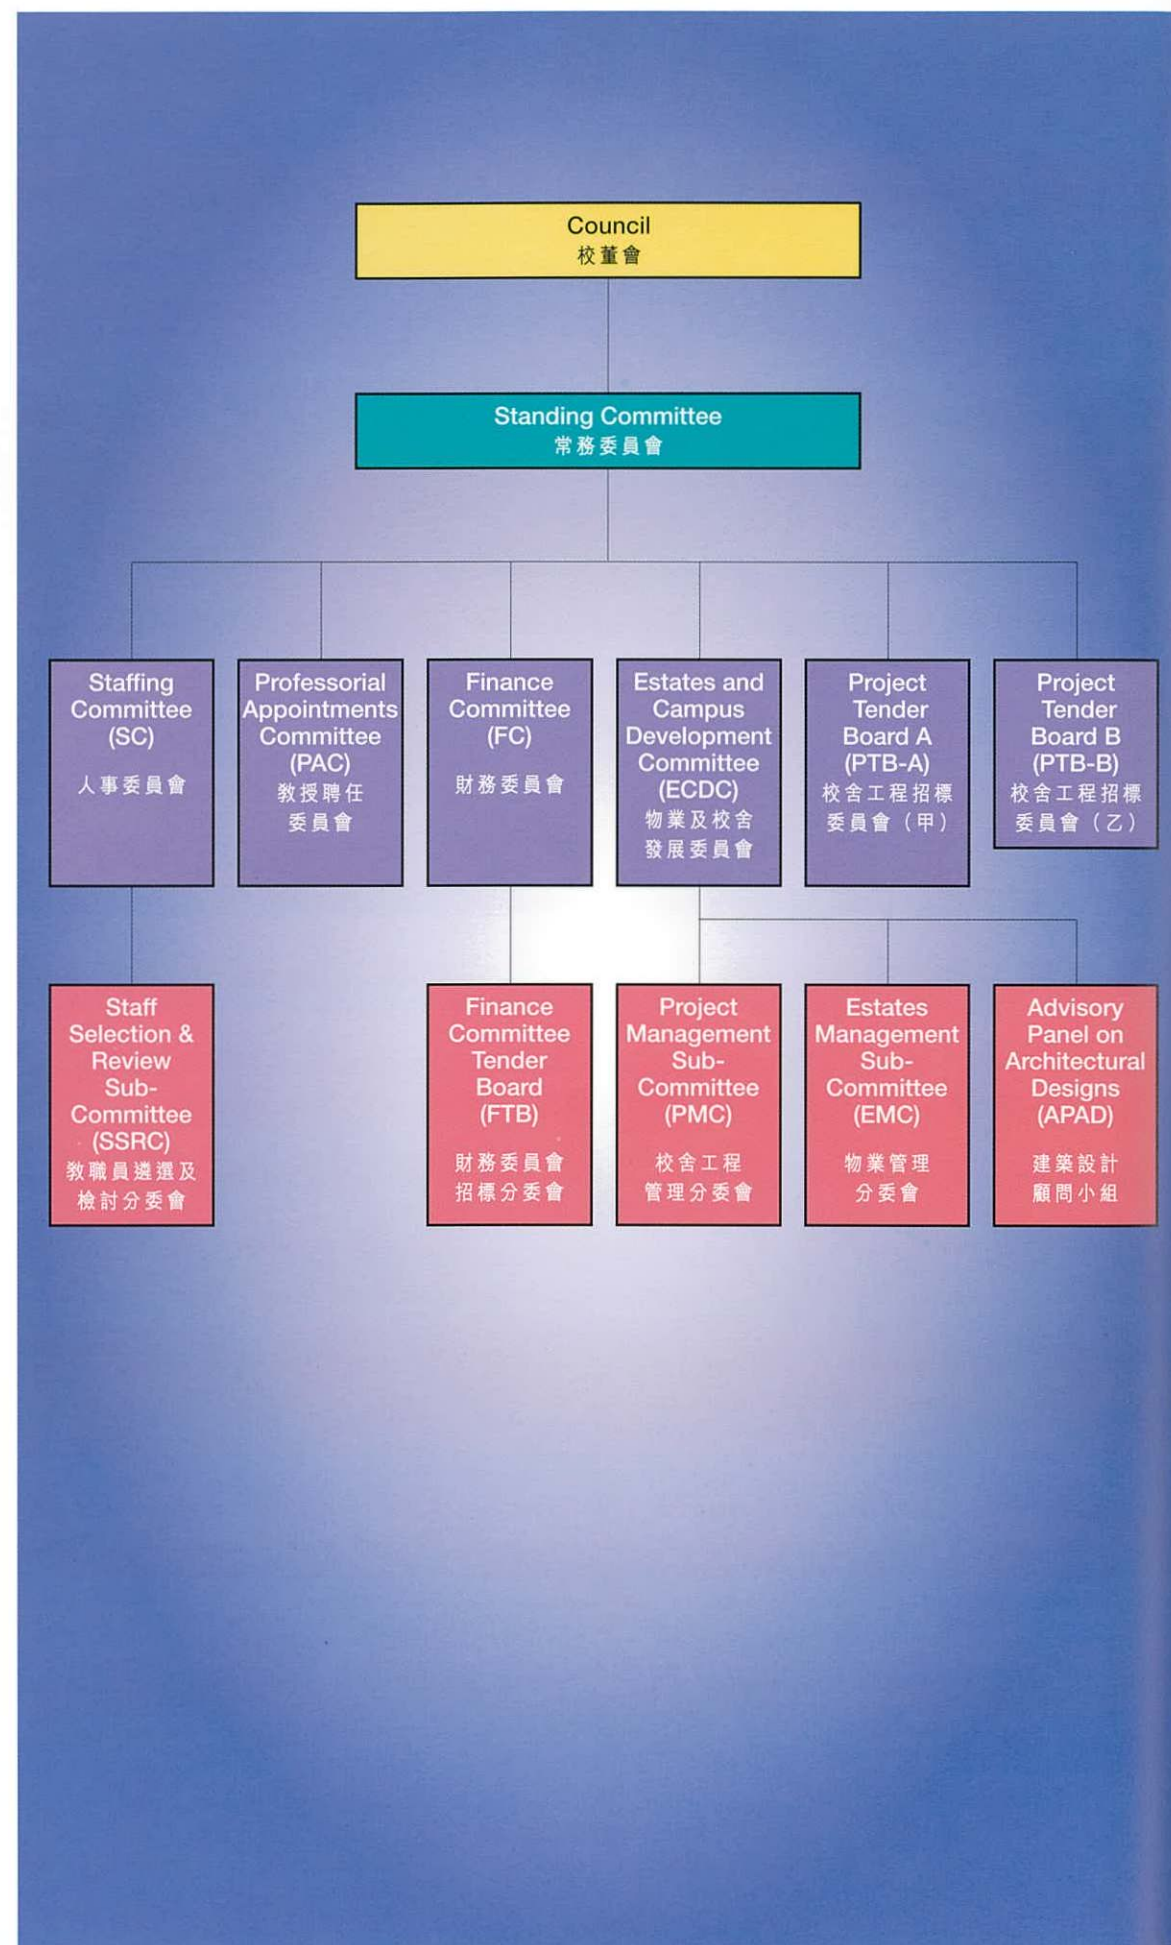 Council
校董會
Standing Committee
常務委員會
Staffing
Committee
(SC)
人事委員會
Professorial
Appointments
Committee
(PAC)
教授聘任
委員會
Finance
Committee
(FC)
財務委員會
Estates and
Campus
Development
Committee
(ECDC)
物業及校舍
發展委員會
Project
Tender
Board A
(PTB-A)
校舍工程招標
委員會（甲）
Project
Tender
Board B
(PTB-B)
校舍工程招標
委員會（乙）
Staff
Selection &
Review
Sub-
Committee
(SSRC)
教職員遴選及
檢討分委會
Finance
Committee
Tender
Board
(FTB)
財務委員會
招標分委會
Project
Management
Sub-
Committee
(PMC)
校舍工程
管理分委會
Estates
Management
Sub-
Committee
(EMC)
物業管理
分委會
Advisory
Panel on
Architectural
Designs
(APAD)
建築設計
顧問小組